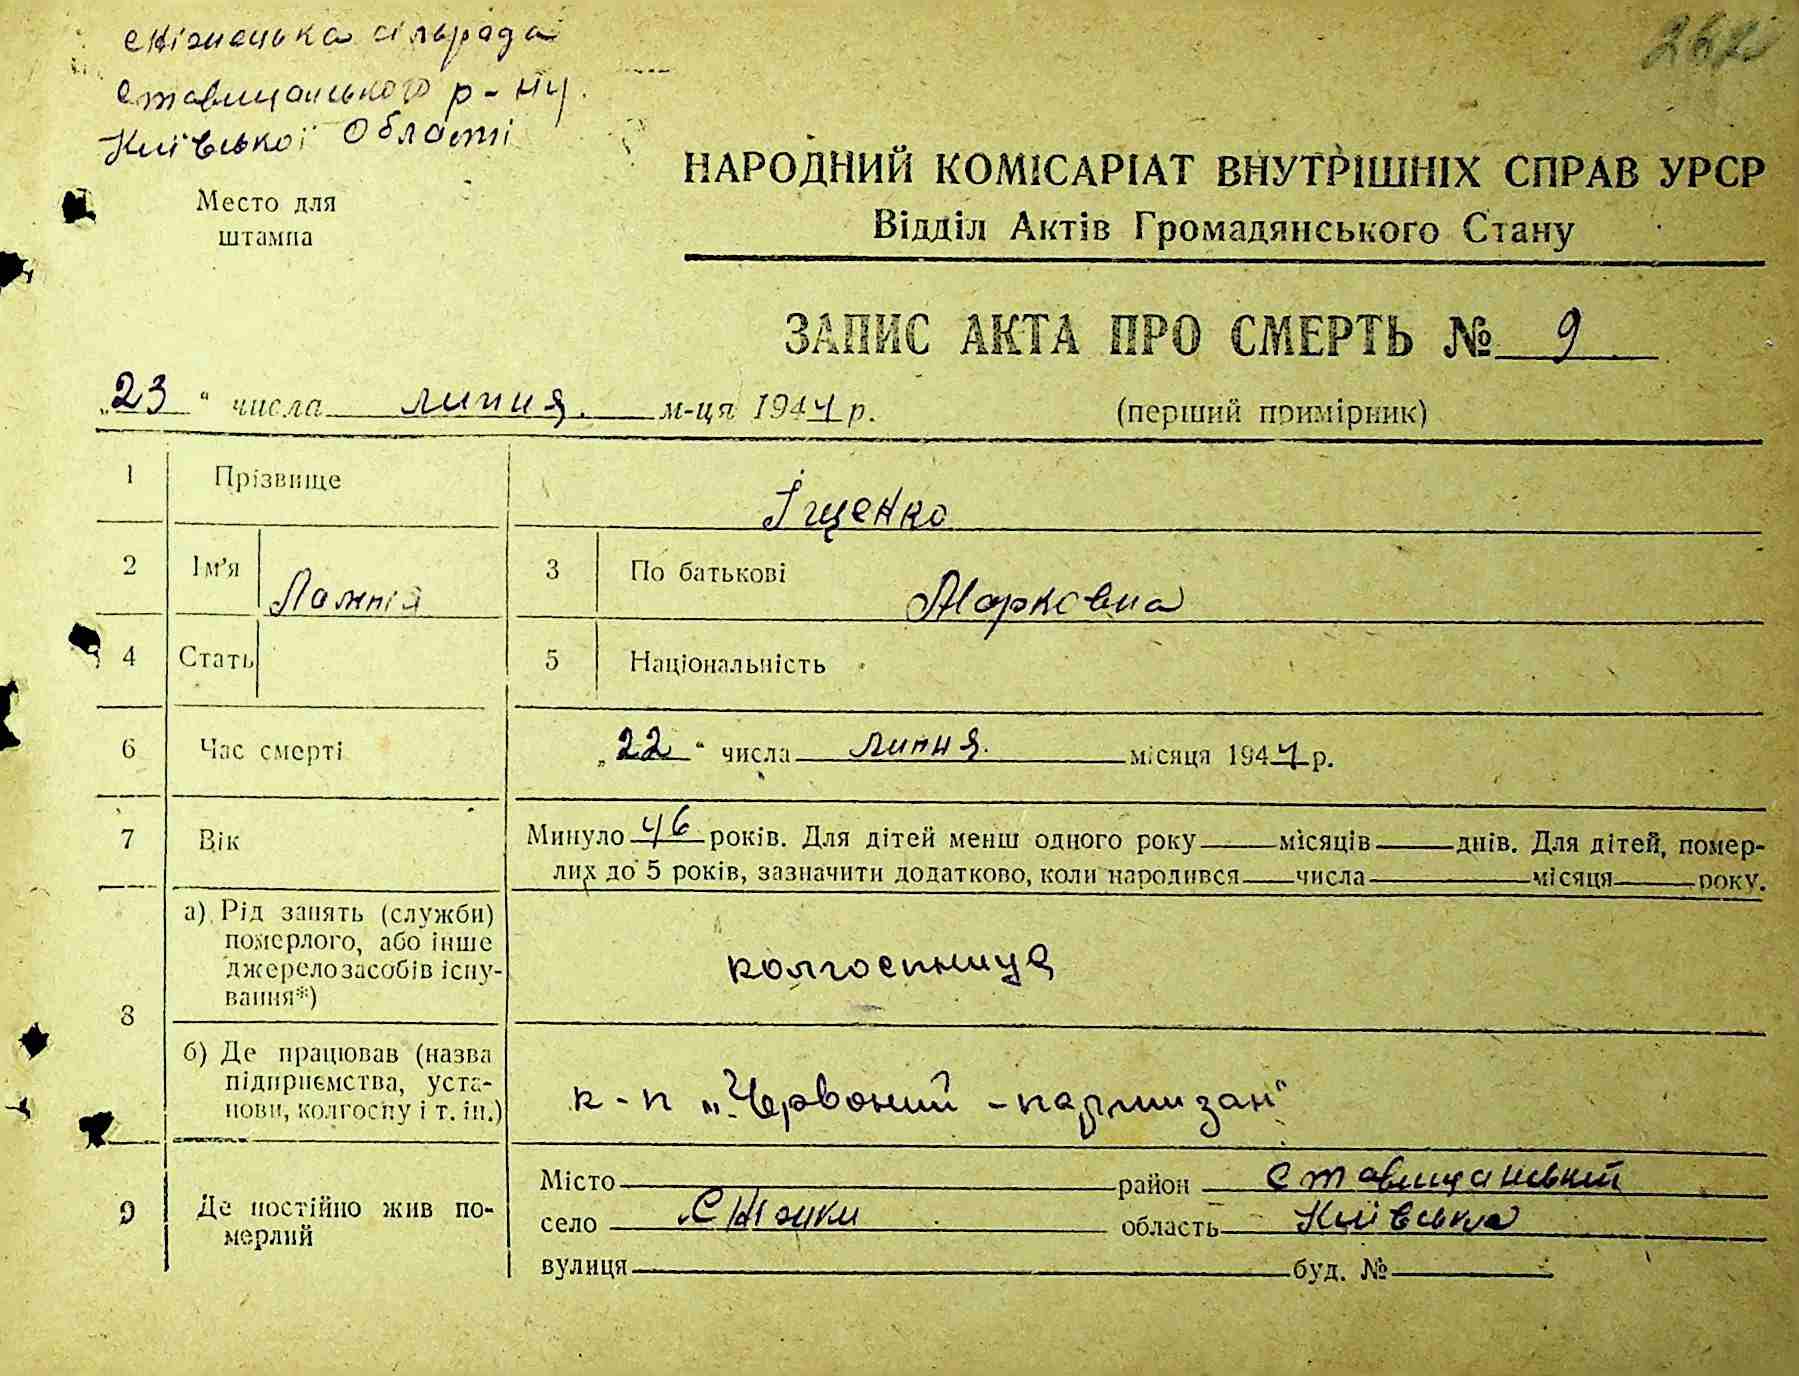 сніжецька сільрада
Ставищанського р-ну.
Київської Області
Место для
штампа
НАРОДНИЙ КОМІСАРІАТ ВНУТРІШНІХ СПРАВ УРСР
Відділ Актів Громадянського Стану
ЗАПИС АКТА ПРО СМЕРТЬ № 9
„23“ числа липня. м-ця 1944 р. (перший примірник)
1 Прізвище Іщенко
2 Ім’я 3 По батькові Марковна
4 Стать 5 Національність
6 Час смерті „22“ числа липня. місяця 1944 р.
7 Вік Минуло 46 років. Для дітей менш одного року місяців днів. Для дітей, помер-
лих до 5 років, зазначити додатково, коли народився числа місяця року.
8 а) Рід занять (служби)
померлого, або інше
джерело засобів існу-
вання*)
колгоспниця
б) Де працював (назва
підприємства, уста-
нови, колгоспу і т. ін.)
к-п „Червоний - партизан“
9 Де постійно жив по-
мерлий
Місто район Ставищанський
село область Київська
вулиця буд. №